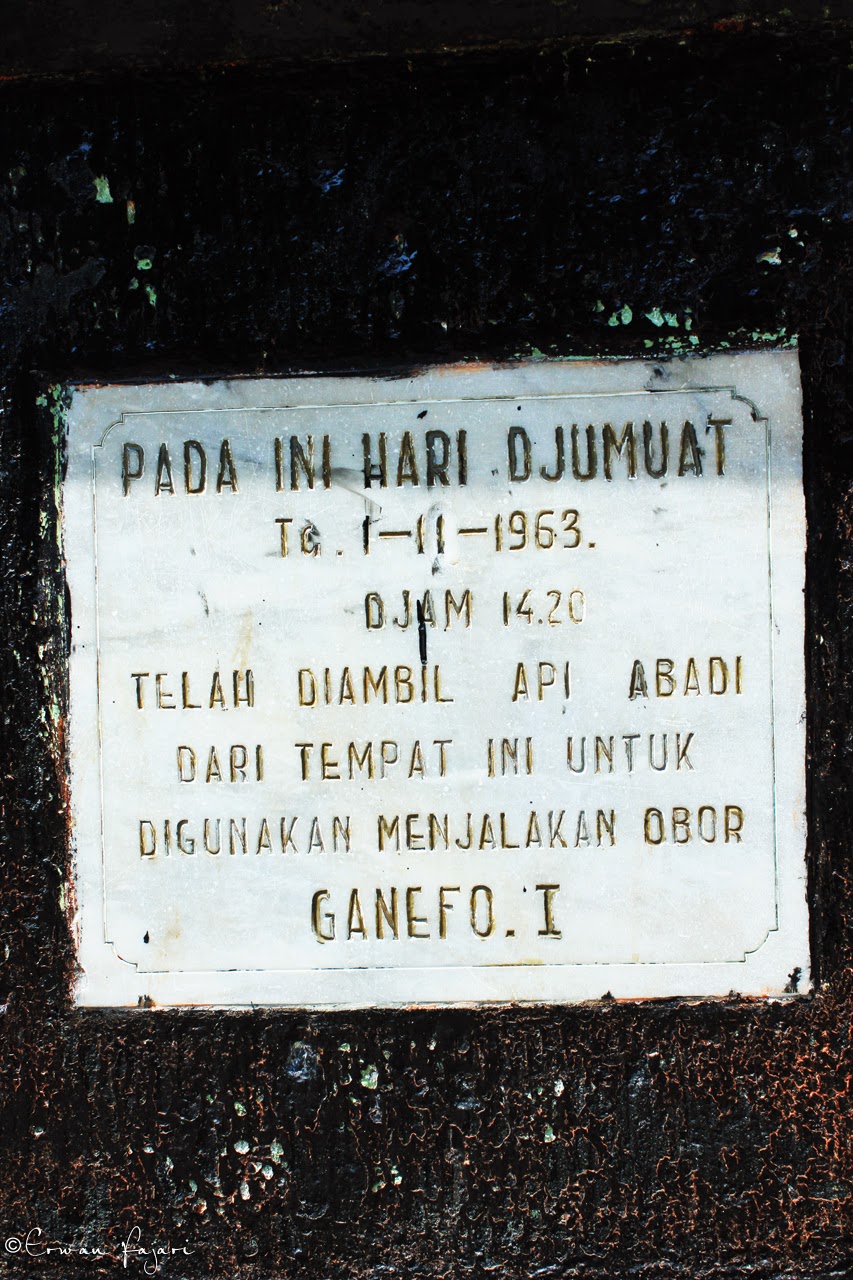 PADA INI HARI DJUMUAT
TG. 1-11-1963.
DJAM 14.20
TELAH DIAMBIL API ABADI
DARI TEMPAT INI UNTUK
DIGUNAKAN MENJALAKAN OBOR
GANEFO. I
©Erwan Fajari